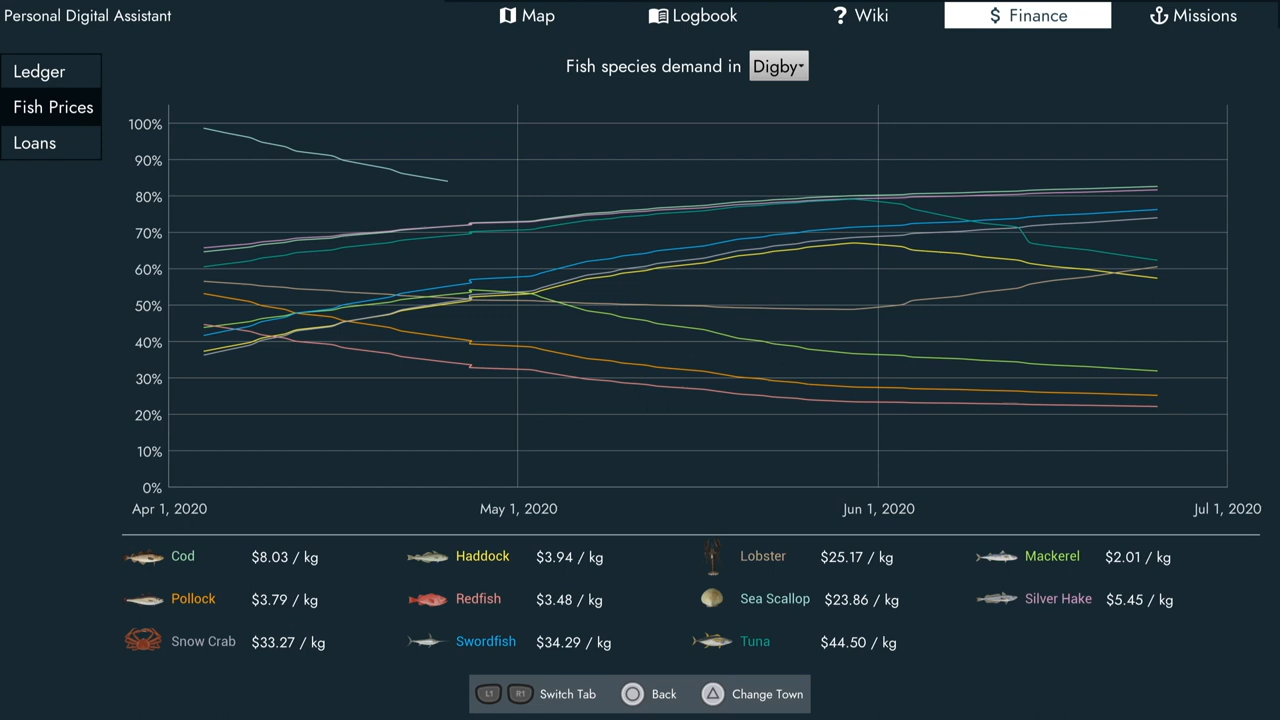 Personal Digital Assistant
Map
Logbook
? Wiki
$ Finance
Missions
Ledger
Fish Prices
Loans
Fish species demand in Digby
100%
90%
80%
70%
60%
50%
40%
30%
20%
10%
0%
Apr 1, 2020
May 1, 2020
Jun 1, 2020
Jul 1, 2020
Cod $8.03 / kg
Haddock $3.94 / kg
Lobster $25.17 / kg
Mackerel $2.01 / kg
Pollock $3.79 / kg
Redfish $3.48 / kg
Sea Scallop $23.86 / kg
Silver Hake $5.45 / kg
Snow Crab $33.27 / kg
Swordfish $34.29 / kg
Tuna $44.50 / kg
L1 R1 Switch Tab
Back
Change Town